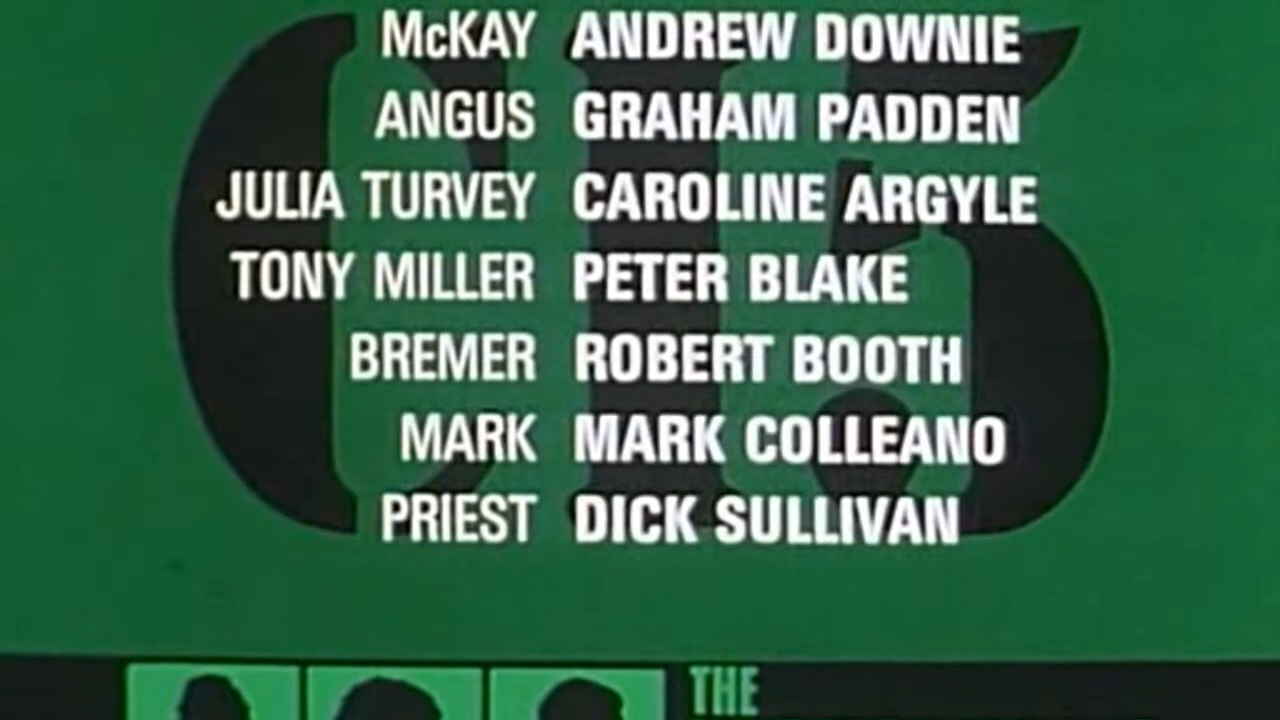 CI5
McKAY ANDREW DOWNIE
ANGUS GRAHAM PADDEN
JULIA TURVEY CAROLINE ARGYLE
TONY MILLER PETER BLAKE
BREMER ROBERT BOOTH
MARK MARK COLLEANO
PRIEST DICK SULLIVAN
THE